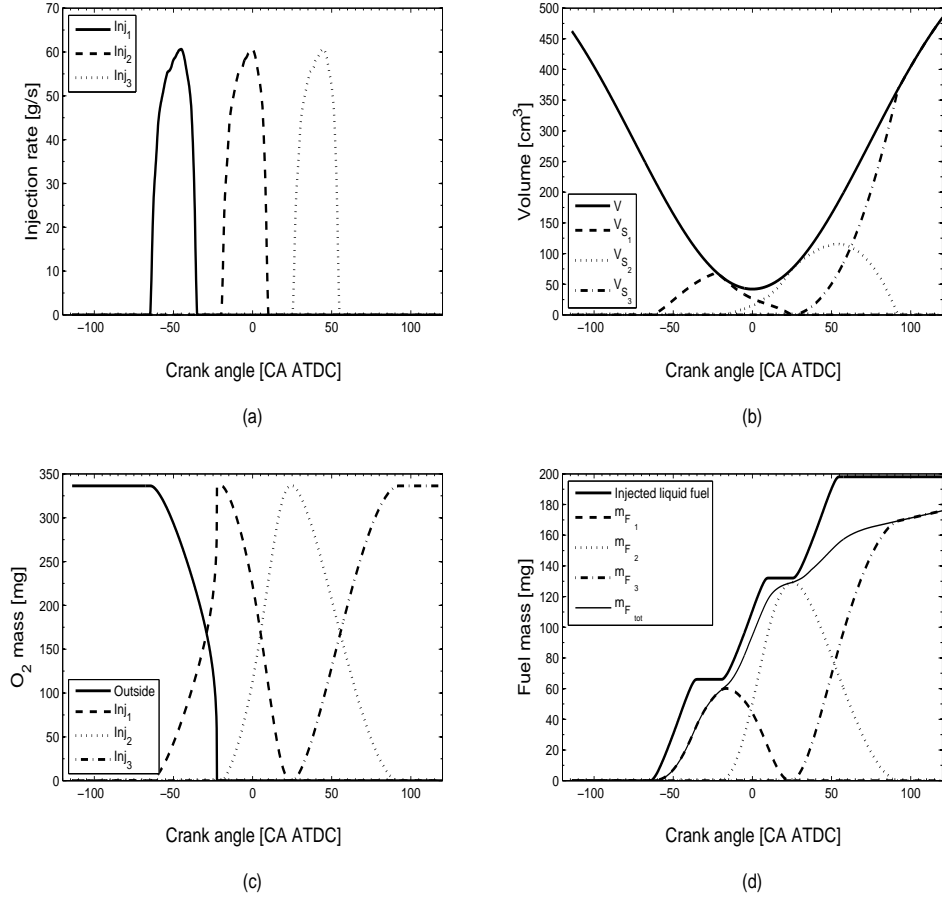 Injection rate [g/s]
70
60
50
40
30
20
10
0
Inj1
Inj2
Inj3
−100 −50 0 50 100
Crank angle [CA ATDC]
(a)
Volume [cm3]
500
450
400
350
300
250
200
150
100
50
0
V
VS1
VS2
VS3
−100 −50 0 50 100
Crank angle [CA ATDC]
(b)
O2 mass [mg]
350
300
250
200
150
100
50
0
Outside
Inj1
Inj2
Inj3
−100 −50 0 50 100
Crank angle [CA ATDC]
(c)
Fuel mass [mg]
200
180
160
140
120
100
80
60
40
20
0
Injected liquid fuel
mF1
mF2
mF3
mFtot
−100 −50 0 50 100
Crank angle [CA ATDC]
(d)